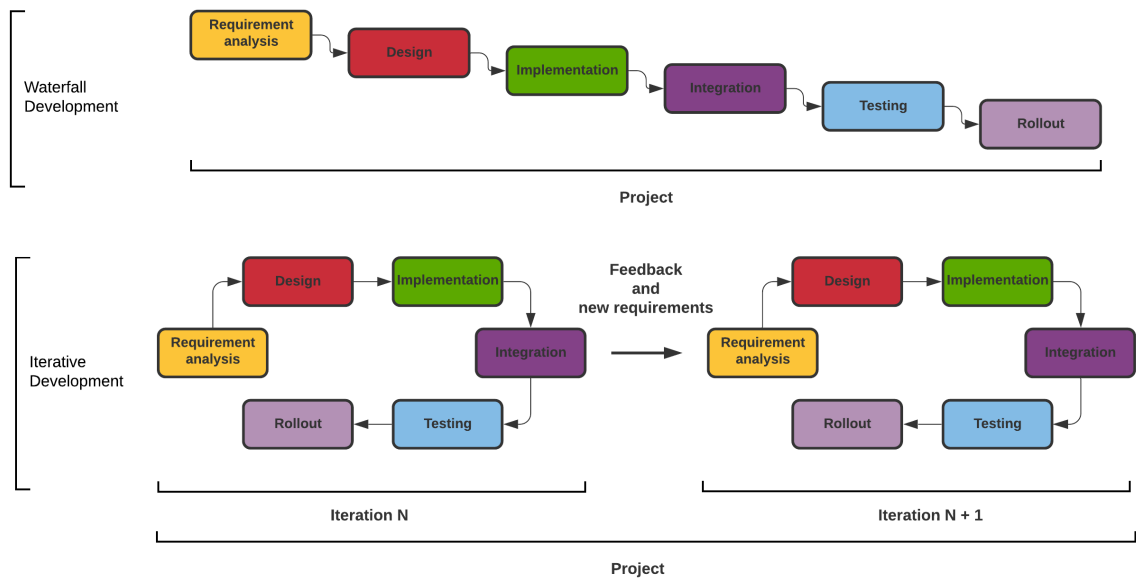 Requirement
analysis
Design
Implementation
Integration
Testing
Rollout
Waterfall
Development
Project
Design
Implementation
Feedback
and
new requirements
Design
Implementation
Requirement
analysis
Integration
Requirement
analysis
Integration
Iterative
Development
Rollout
Testing
Rollout
Testing
Iteration N
Iteration N + 1
Project